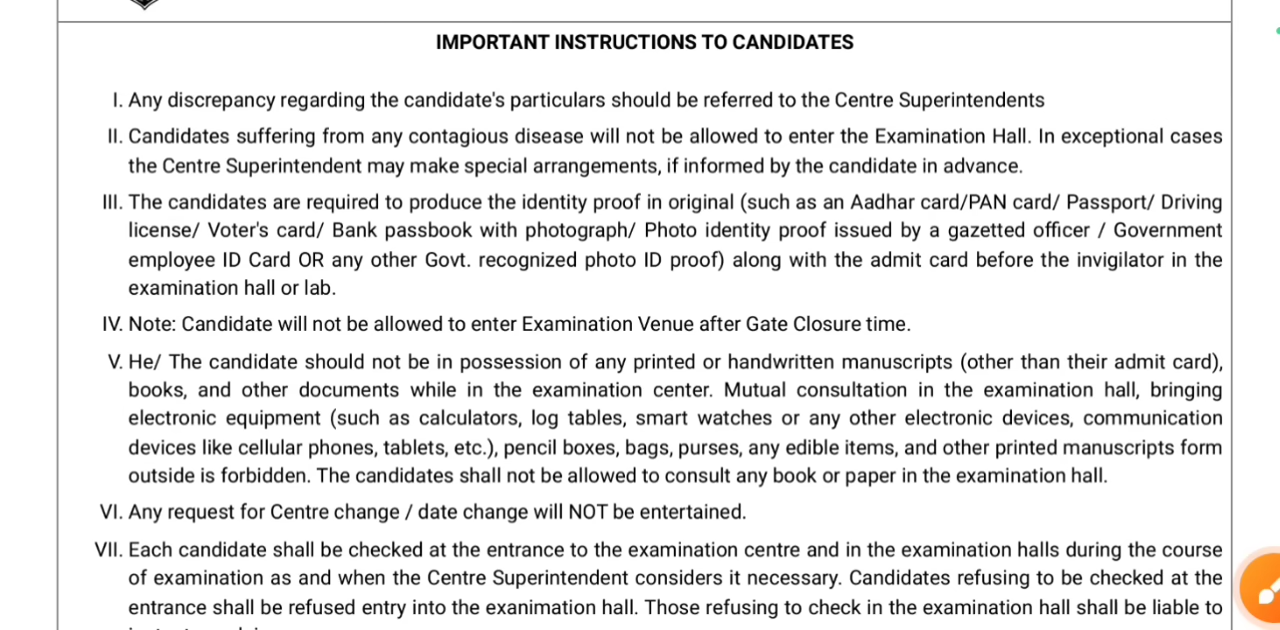 IMPORTANT INSTRUCTIONS TO CANDIDATES
I. Any discrepancy regarding the candidate's particulars should be referred to the Centre Superintendents
II. Candidates suffering from any contagious disease will not be allowed to enter the Examination Hall. In exceptional cases
the Centre Superintendent may make special arrangements, if informed by the candidate in advance.
III. The candidates are required to produce the identity proof in original (such as an Aadhar card/PAN card/ Passport/ Driving
license/ Voter's card/ Bank passbook with photograph/ Photo identity proof issued by a gazetted officer / Government
employee ID Card OR any other Govt. recognized photo ID proof) along with the admit card before the invigilator in the
examination hall or lab.
IV. Note: Candidate will not be allowed to enter Examination Venue after Gate Closure time.
V. He/ The candidate should not be in possession of any printed or handwritten manuscripts (other than their admit card),
books, and other documents while in the examination center. Mutual consultation in the examination hall, bringing
electronic equipment (such as calculators, log tables, smart watches or any other electronic devices, communication
devices like cellular phones, tablets, etc.), pencil boxes, bags, purses, any edible items, and other printed manuscripts form
outside is forbidden. The candidates shall not be allowed to consult any book or paper in the examination hall.
VI. Any request for Centre change / date change will NOT be entertained.
VII. Each candidate shall be checked at the entrance to the examination centre and in the examination halls during the course
of examination as and when the Centre Superintendent considers it necessary. Candidates refusing to be checked at the
entrance shall be refused entry into the exanimation hall. Those refusing to check in the examination hall shall be liable to